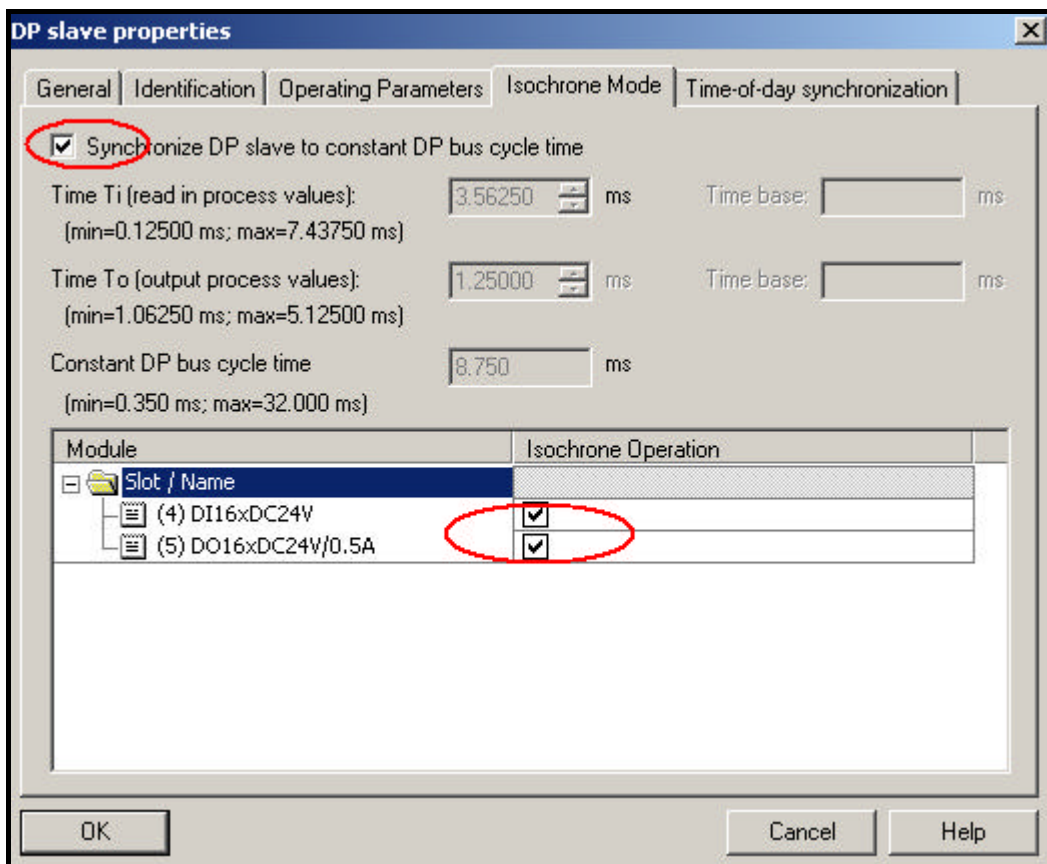 DP slave properties
General Identification Operating Parameters Isochrone Mode Time-of-day synchronization
Synchronize DP slave to constant DP bus cycle time
Time Ti (read in process values): 3.56250 ms Time base: ms
(min=0.12500 ms; max=7.43750 ms)
Time To (output process values): 1.25000 ms Time base: ms
(min=1.06250 ms; max=5.12500 ms)
Constant DP bus cycle time 8.750 ms
(min=0.350 ms; max=32.000 ms)
Module Isochrone Operation
Slot / Name
(4) DI16xDC24V
(5) DO16xDC24V/0.5A
OK Cancel Help